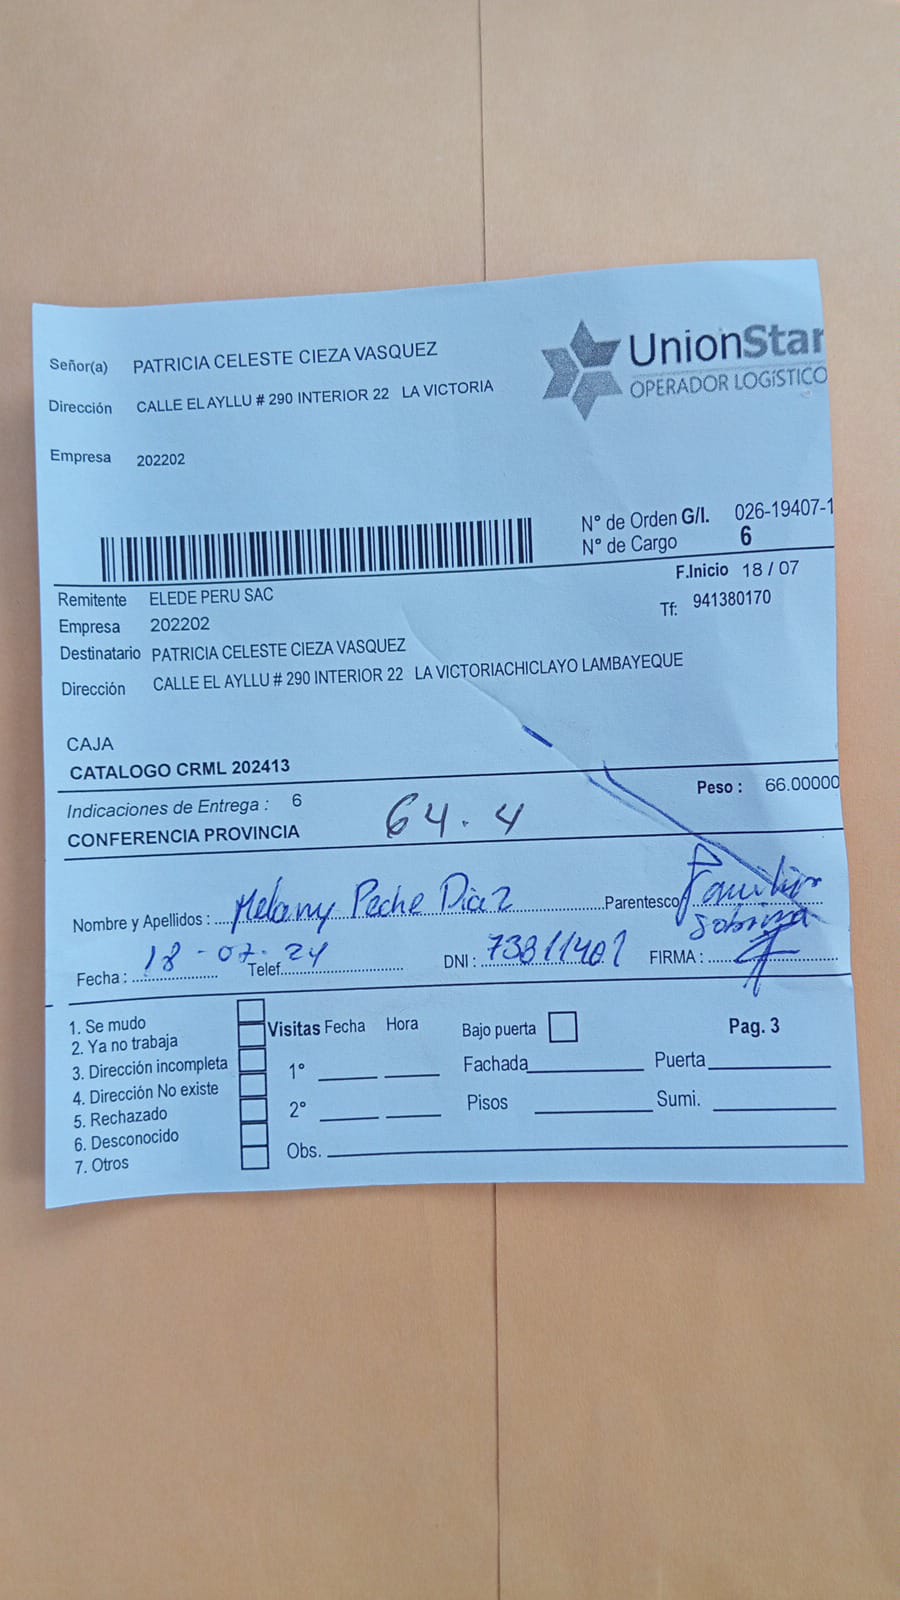 UnionStar
OPERADOR LOGíSTICO
Señor(a) PATRICIA CELESTE CIEZA VASQUEZ
Dirección CALLE EL AYLLU # 290 INTERIOR 22 LA VICTORIA
Empresa 202202
N° de Orden G/I. 026-19407-1
N° de Cargo 6
F.Inicio 18 / 07
Remitente ELEDE PERU SAC
Tf: 941380170
Empresa 202202
Destinatario PATRICIA CELESTE CIEZA VASQUEZ
Dirección CALLE EL AYLLU # 290 INTERIOR 22 LA VICTORIACHICLAYO LAMBAYEQUE
CAJA
CATALOGO CRML 202413
Indicaciones de Entrega : 6 Peso : 66.00000
CONFERENCIA PROVINCIA 64.4
Nombre y Apellidos : Melany Peche Diaz Parentesco Familiar
sobrina
Fecha : 18-07-24 Telef. DNI : 73811401 FIRMA :
1. Se mudo
2. Ya no trabaja
3. Dirección incompleta
4. Dirección No existe
5. Rechazado
6. Desconocido
7. Otros
Visitas Fecha Hora Bajo puerta Pag. 3
1° Fachada Puerta
2° Pisos Sumi.
Obs.